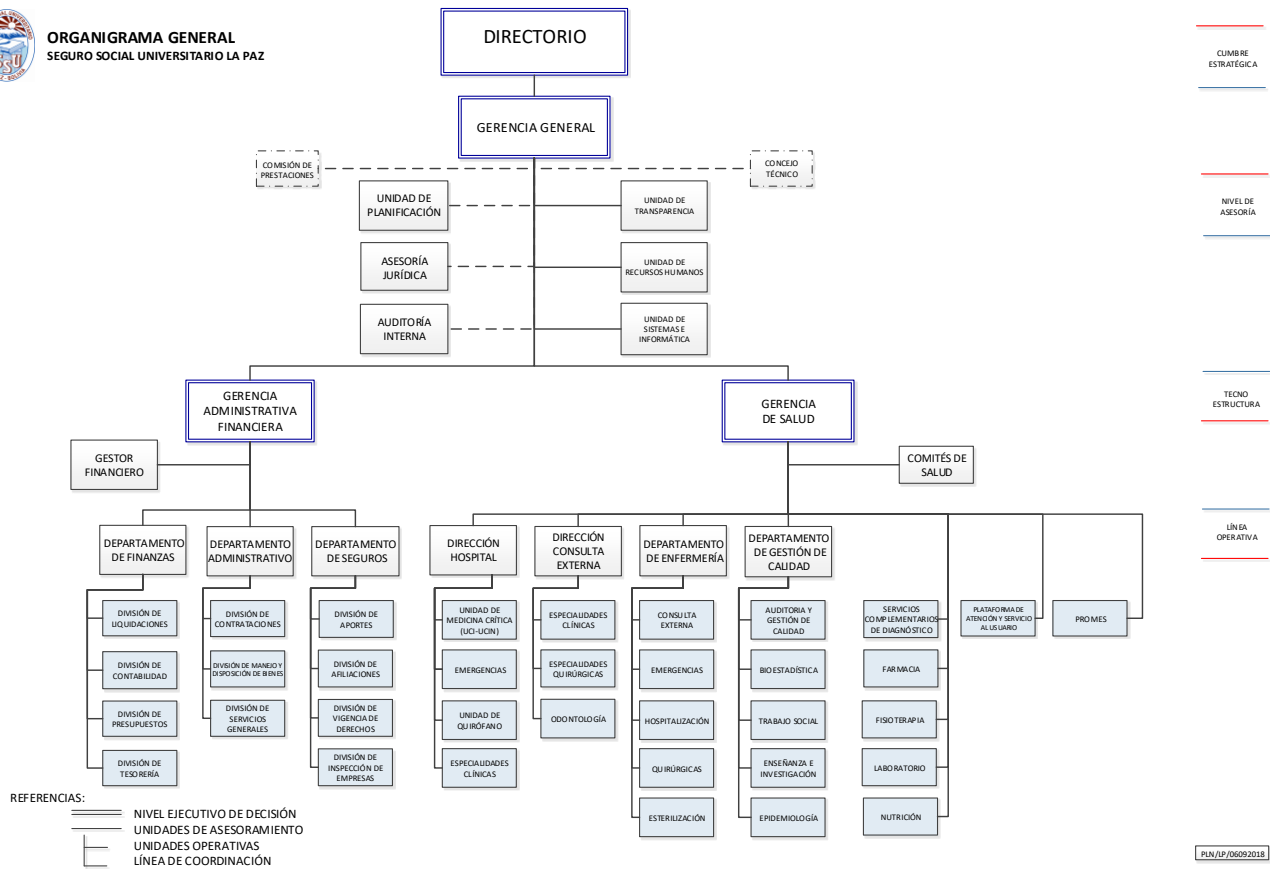 ORGANIGRAMA GENERAL
SEGURO SOCIAL UNIVERSITARIO LA PAZ
DIRECTORIO
GERENCIA GENERAL
COMISIÓN DE
PRESTACIONES
CONCEJO
TÉCNICO
UNIDAD DE
PLANIFICACIÓN
UNIDAD DE
TRANSPARENCIA
ASESORÍA
JURÍDICA
UNIDAD DE
RECURSOS HUMANOS
AUDITORÍA
INTERNA
UNIDAD DE
SISTEMAS E
INFORMÁTICA
GERENCIA
ADMINISTRATIVA
FINANCIERA
GERENCIA
DE SALUD
GESTOR
FINANCIERO
COMITÉS DE
SALUD
DEPARTAMENTO
DE FINANZAS
DEPARTAMENTO
ADMINISTRATIVO
DEPARTAMENTO
DE SEGUROS
DIRECCIÓN
HOSPITAL
DIRECCIÓN
CONSULTA
EXTERNA
DEPARTAMENTO
DE ENFERMERÍA
DEPARTAMENTO
DE GESTIÓN DE
CALIDAD
DIVISIÓN DE
LIQUIDACIONES
DIVISIÓN DE
CONTABILIDAD
DIVISIÓN DE
PRESUPUESTOS
DIVISIÓN DE
TESORERÍA
DIVISIÓN DE
CONTRATACIONES
DIVISIÓN DE MANEJO Y
DISPOSICIÓN DE BIENES
DIVISIÓN DE
SERVICIOS
GENERALES
DIVISIÓN DE
APORTES
DIVISIÓN DE
AFILIACIONES
DIVISIÓN DE
VIGENCIA DE
DERECHOS
DIVISIÓN DE
INSPECCIÓN DE
EMPRESAS
UNIDAD DE
MEDICINA CRÍTICA
(UCI-UCIN)
EMERGENCIAS
UNIDAD DE
QUIRÓFANO
ESPECIALIDADES
CLÍNICAS
ESPECIALIDADES
CLÍNICAS
ESPECIALIDADES
QUIRÚRGICAS
ODONTOLOGÍA
CONSULTA
EXTERNA
EMERGENCIAS
HOSPITALIZACIÓN
QUIRÚRGICAS
ESTERILIZACIÓN
AUDITORIA Y
GESTIÓN DE
CALIDAD
BIOESTADÍSTICA
TRABAJO SOCIAL
ENSEÑANZA E
INVESTIGACIÓN
EPIDEMIOLOGÍA
SERVICIOS
COMPLEMENTARIOS
DE DIAGNÓSTICO
FARMACIA
FISIOTERAPIA
LABORATORIO
NUTRICIÓN
PLATAFORMA DE
ATENCIÓN Y SERVICIO
AL USUARIO
PROMES
CUMBRE
ESTRATÉGICA
NIVEL DE
ASESORÍA
TECNO
ESTRUCTURA
LÍNEA
OPERATIVA
REFERENCIAS:
NIVEL EJECUTIVO DE DECISIÓN
UNIDADES DE ASESORAMIENTO
UNIDADES OPERATIVAS
LÍNEA DE COORDINACIÓN
PLN/LP/06092018